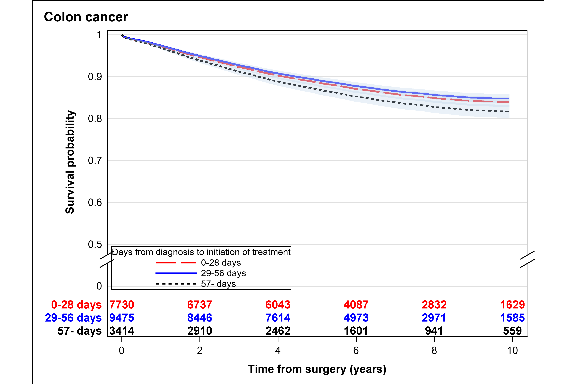 Colon cancer
1
0.9
0.8
0.7
0.6
0.5
0
Survival probability
Days from diagnosis to initiation of treatment
0-28 days
29-56 days
57- days
0-28 days 7730 6737 6043 4087 2832 1629
29-56 days 9475 8446 7614 4973 2971 1585
57- days 3414 2910 2462 1601 941 559
0 2 4 6 8 10
Time from surgery (years)